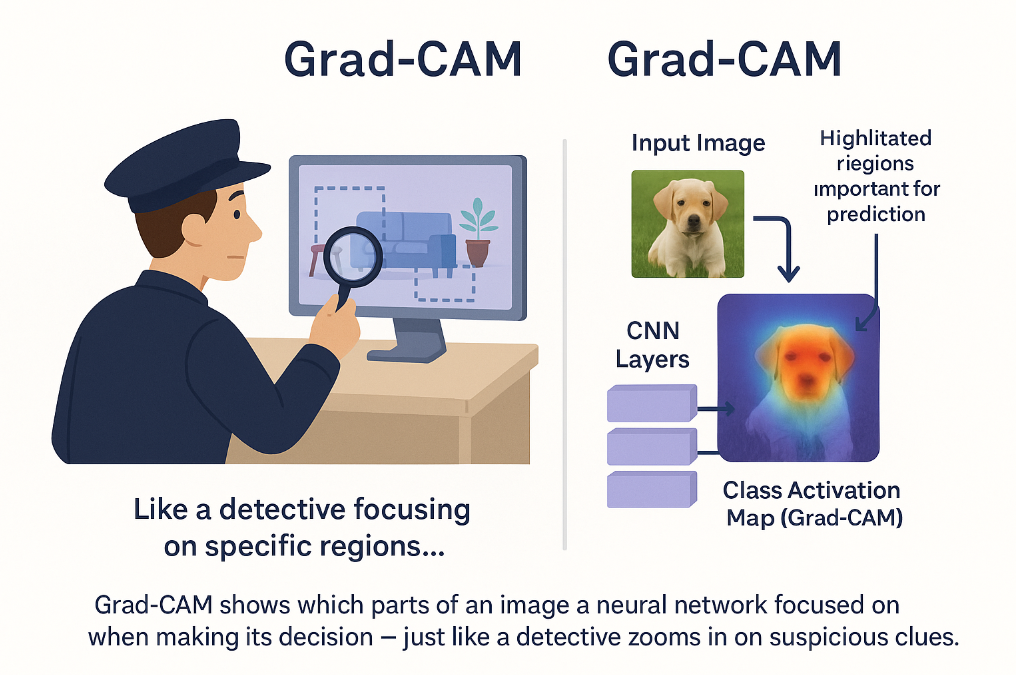 Grad-CAM
Like a detective focusing
on specific regions...
Grad-CAM
Input Image
Highlitated
riegions
important for
prediction
CNN
Layers
Class Activation
Map (Grad-CAM)
Grad-CAM shows which parts of an image a neural network focused on
when making its decision – just like a detective zooms in on suspicious clues.